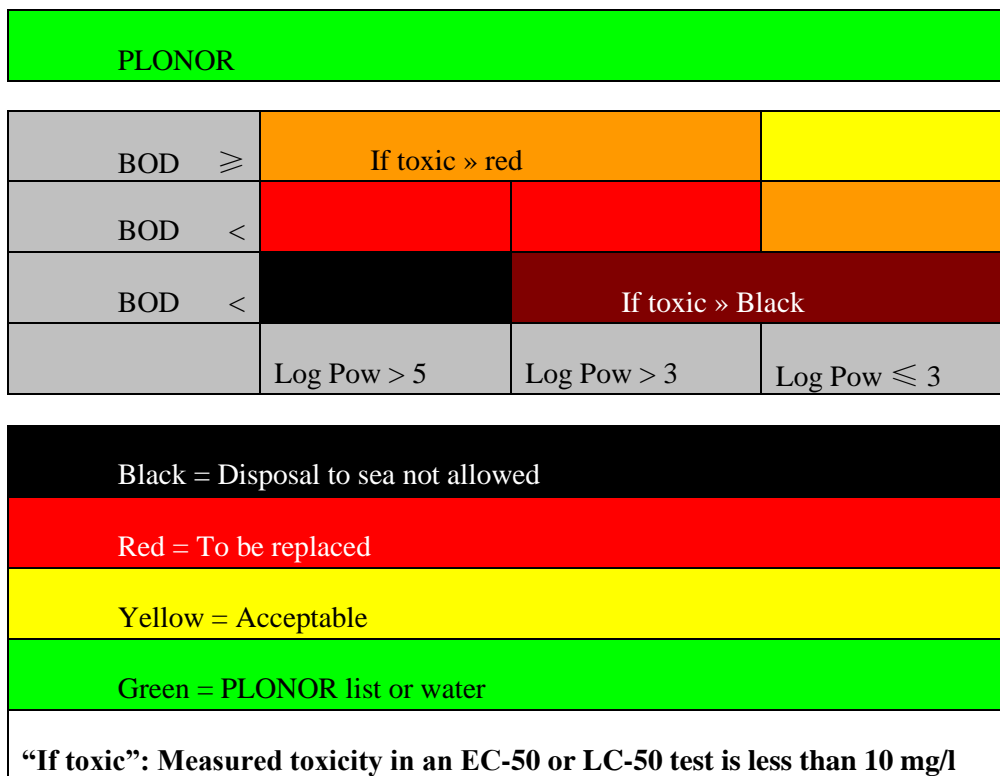 PLONOR
BOD ≥ If toxic » red
BOD <
BOD < If toxic » Black
Log Pow > 5 Log Pow > 3 Log Pow ⩽ 3
Black = Disposal to sea not allowed
Red = To be replaced
Yellow = Acceptable
Green = PLONOR list or water
“If toxic”: Measured toxicity in an EC-50 or LC-50 test is less than 10 mg/l